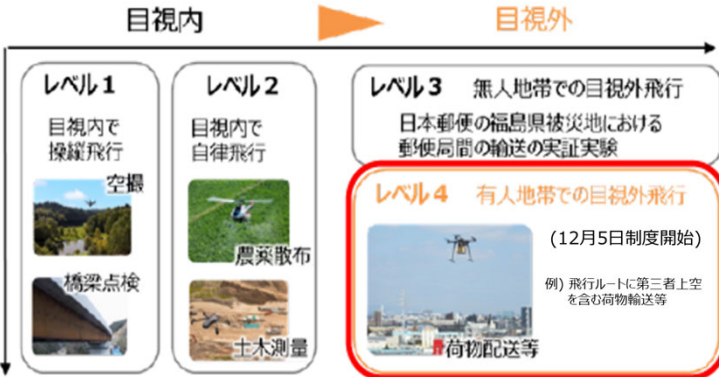 目視内
目視外
レベル1
目視内で
操縦飛行
空撮
橋梁点検
レベル2
目視内で
自律飛行
農薬散布
土木測量
レベル3 無人地帯での目視外飛行
日本郵便の福島県被災地における
郵便局間の輸送の実証実験
レベル4 有人地帯での目視外飛行
(12月5日制度開始)
例) 飛行ルートに第三者上空
を含む荷物輸送等
荷物配送等